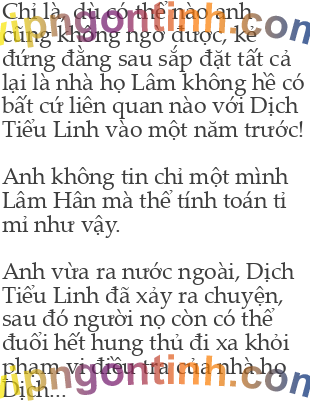 Chỉ là, dù có thể nào anh
cũng không ngờ được, kẻ
đứng đằng sau sắp đặt tất cả
lại là nhà họ Lâm không hề có
bất cứ liên quan nào với Dịch
Tiểu Linh vào một năm trước!
Anh không tin chỉ một mình
Lâm Hân mà thể tính toán tỉ
mỉ như vậy.
Anh vừa ra nước ngoài, Dịch
Tiểu Linh đã xảy ra chuyện,
sau đó người nọ còn có thể
đuổi hết hung thủ đi xa khỏi
phạm vi điều tra của nhà họ
Dịch...
vipngontinh.com
vipngontinh.com